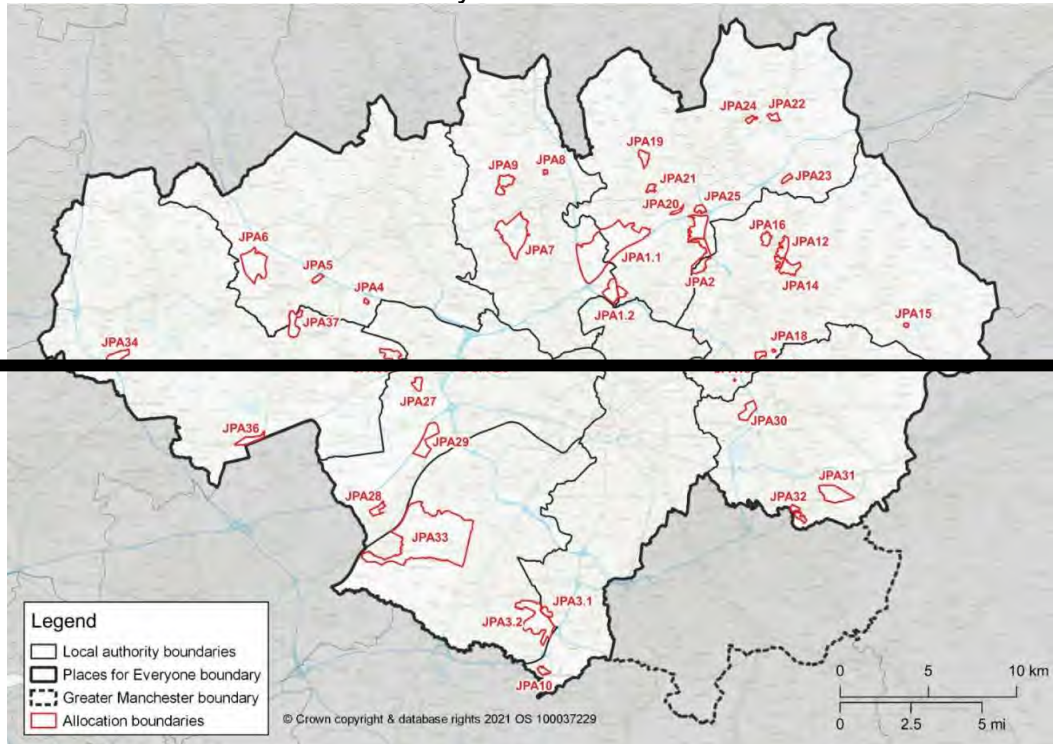 JPA24 JPA22
JPA19
JPA9 JPA8
JPA21 JPA23
JPA25
JPA20
JPA16
JPA6 JPA12
JPA7 JPA1.1
JPA5 JPA2 JPA14
JPA4
JPA1.2
JPA37 JPA15
JPA34 JPA18
JPA27
JPA30
JPA36
JPA29
JPA31
JPA28
JPA32
JPA33
JPA3.1
JPA3.2
JPA10
Legend
Local authority boundaries
Places for Everyone boundary
Greater Manchester boundary
Allocation boundaries
© Crown copyright & database rights 2021 OS 100037229
0 5 10 km
0 2.5 5 mi